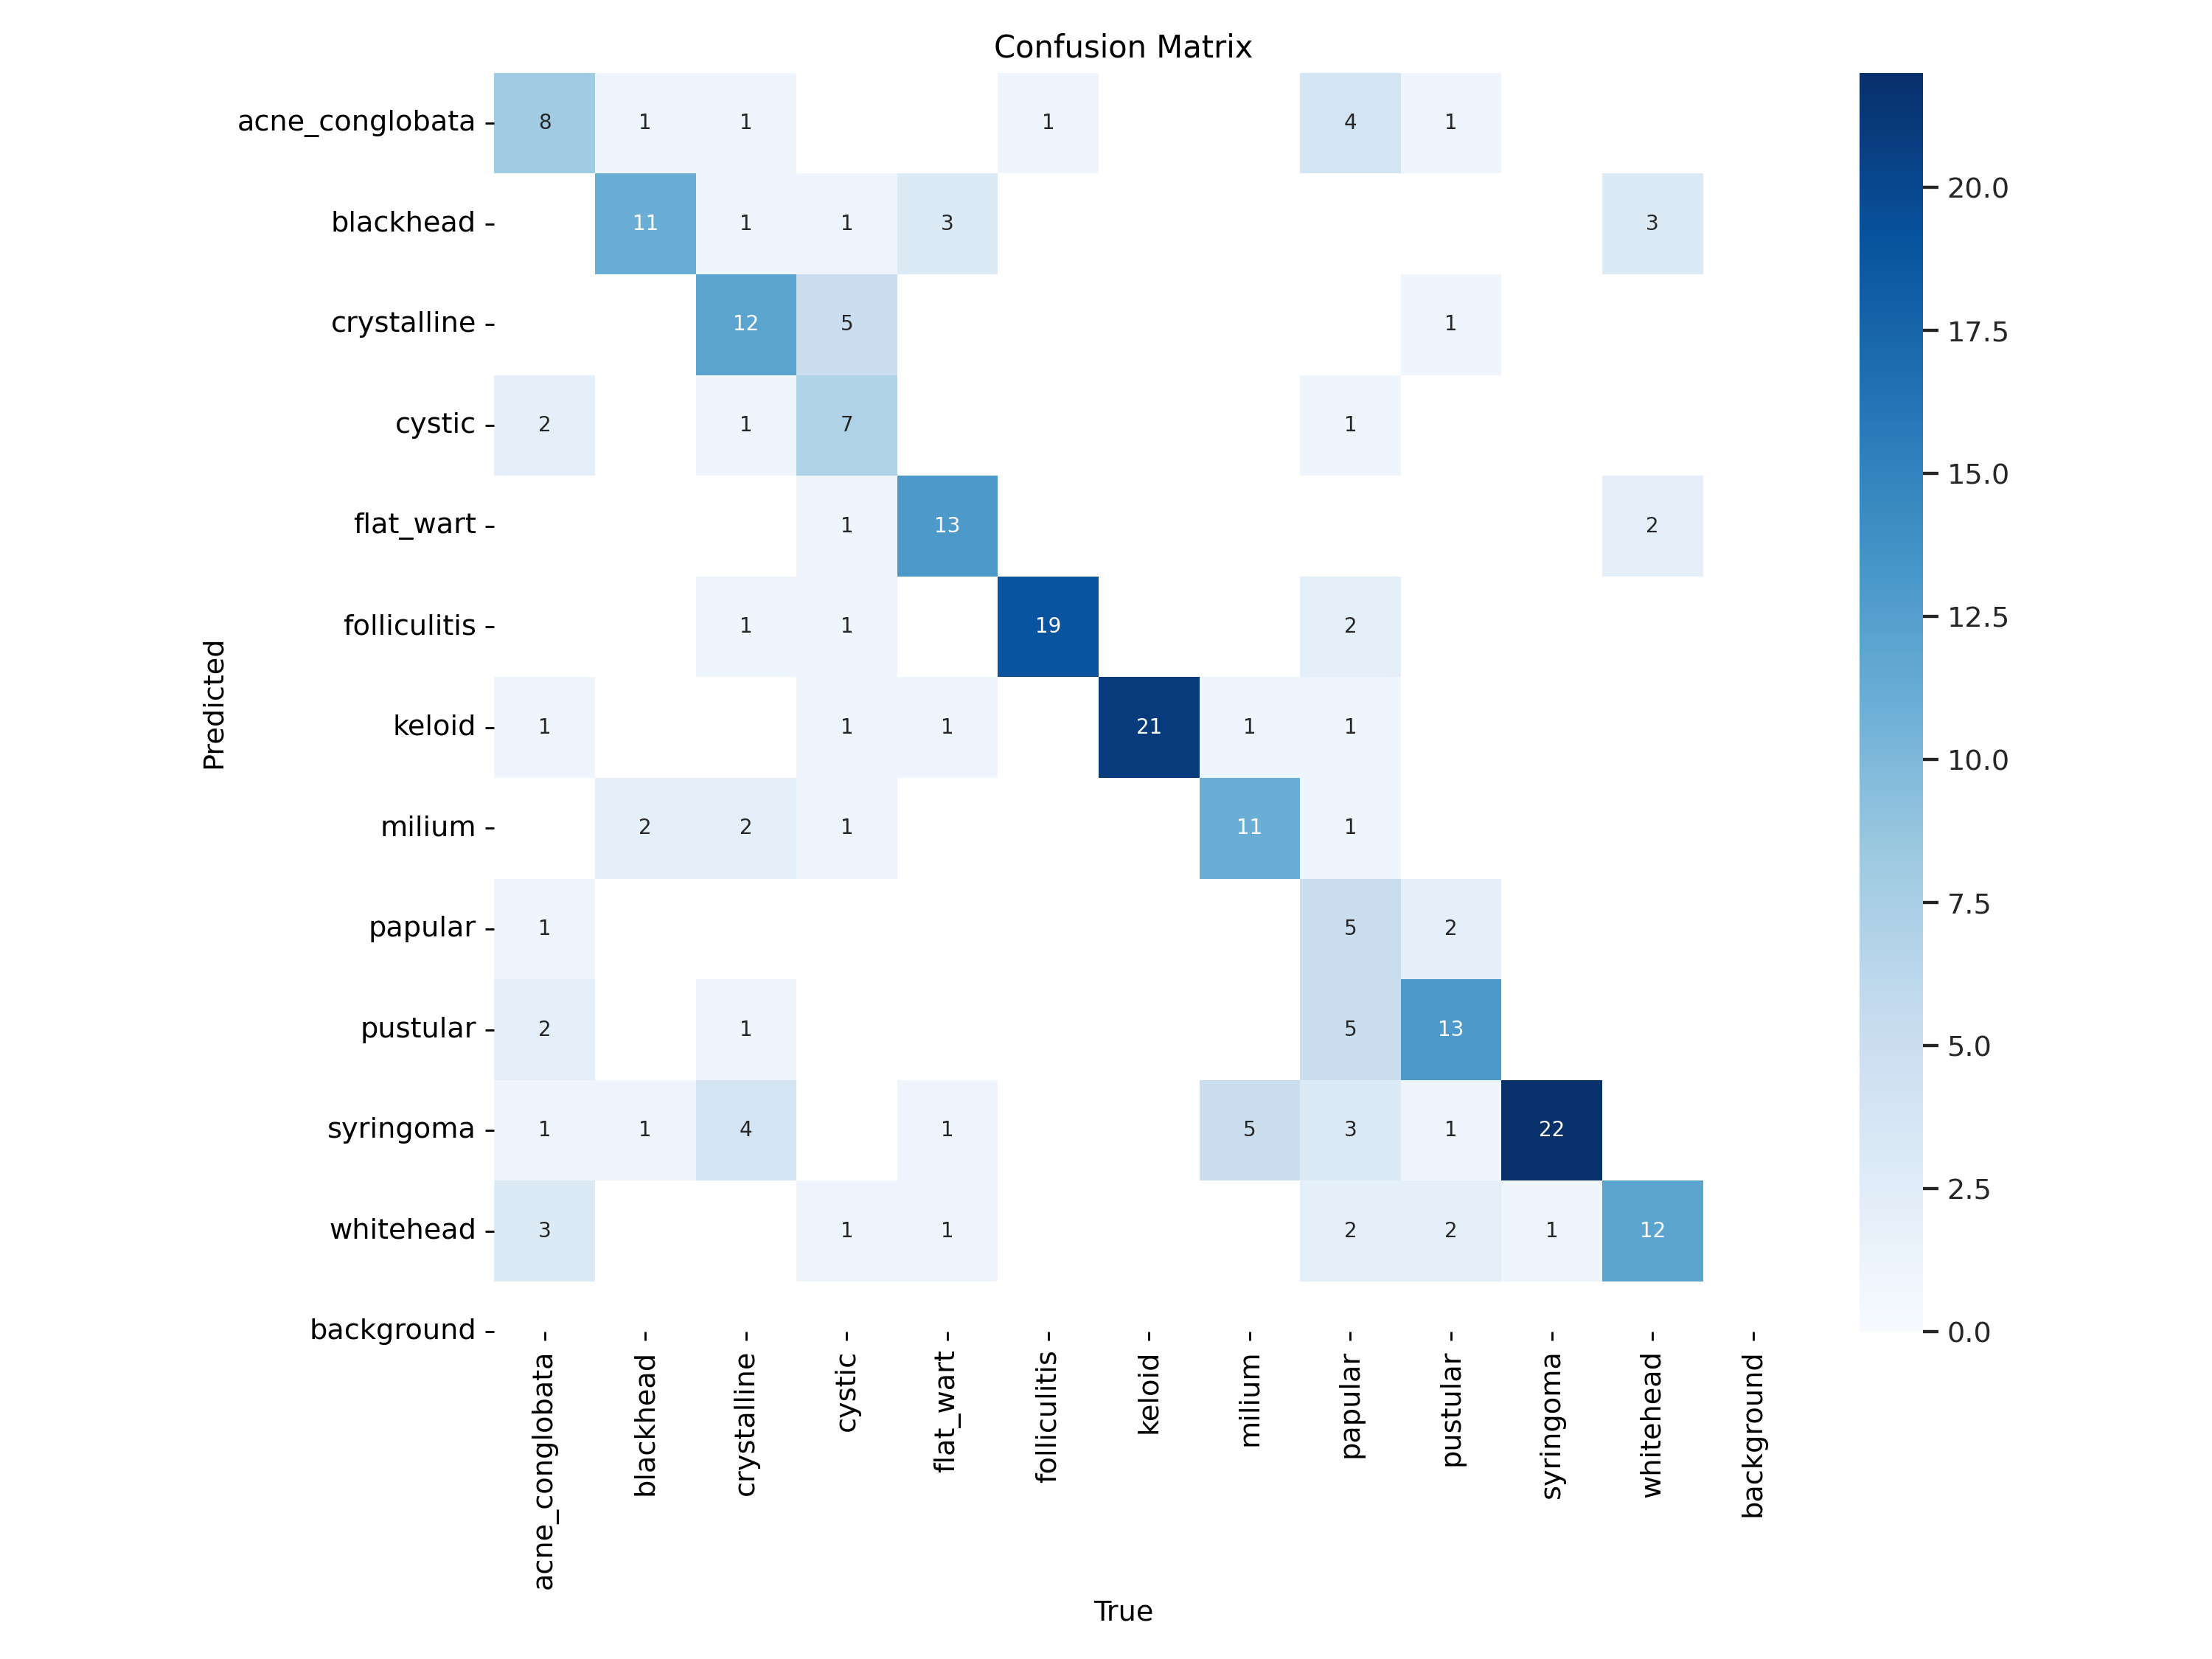 Confusion Matrix
acne_conglobata 8 1 1 1 4 1
blackhead 11 1 1 3 3
crystalline 12 5 1
cystic 2 1 7 1
flat_wart 1 13 2
folliculitis 1 1 19 2
keloid 1 1 1 21 1 1
milium 2 2 1 11 1
papular 1 5 2
pustular 2 1 5 13
syringoma 1 1 4 1 5 3 1 22
whitehead 3 1 1 2 2 1 12
background
Predicted
acne_conglobata
blackhead
crystalline
cystic
flat_wart
folliculitis
keloid
milium
papular
pustular
syringoma
whitehead
background
True
20.0
17.5
15.0
12.5
10.0
7.5
5.0
2.5
0.0